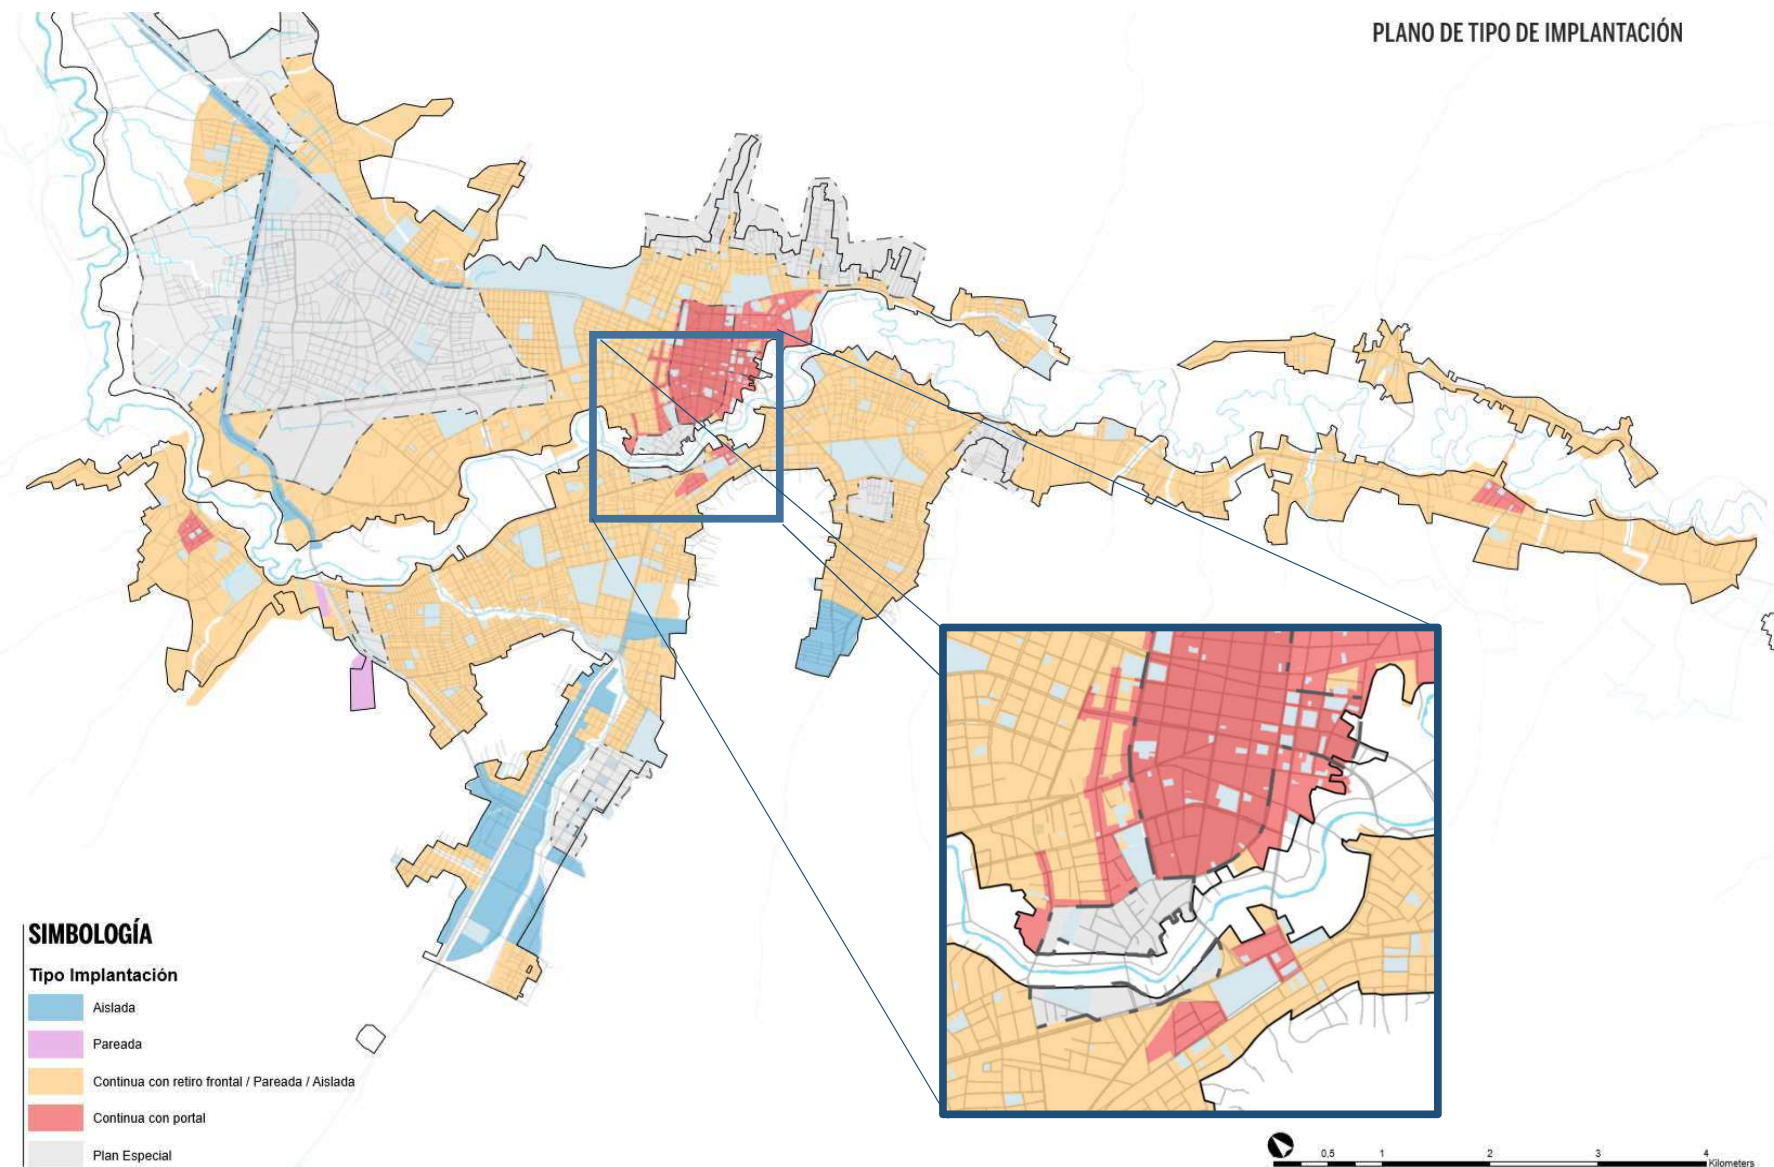 PLANO DE TIPO DE IMPLANTACIÓN
SIMBOLOGÍA
Tipo Implantación
Aislada
Pareada
Continua con retiro frontal / Pareada / Aislada
Continua con portal
Plan Especial
0,5 1 2 3 4
Kilometers